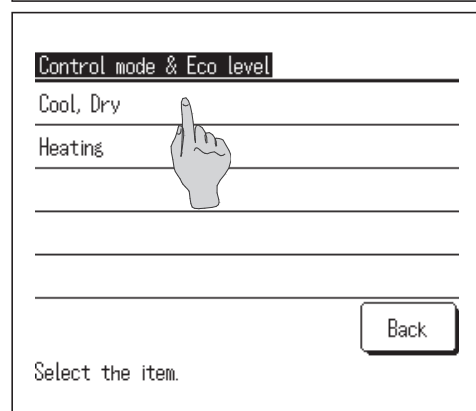 Control mode & Eco level
Cool, Dry
Heating
Back
Select the item.